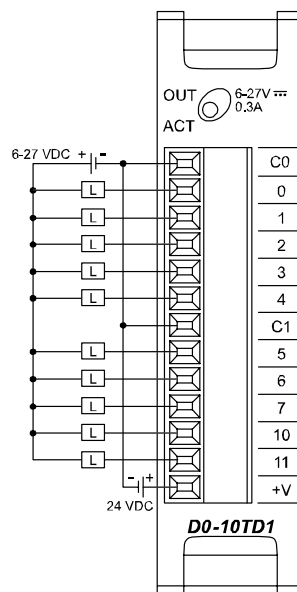 OUT 6-27V ⎓
0.3A
ACT
6-27 VDC + - C0
L 0
L 1
L 2
L 3
L 4
C1
L 5
L 6
L 7
L 10
L 11
- + +V
24 VDC
D0-10TD1